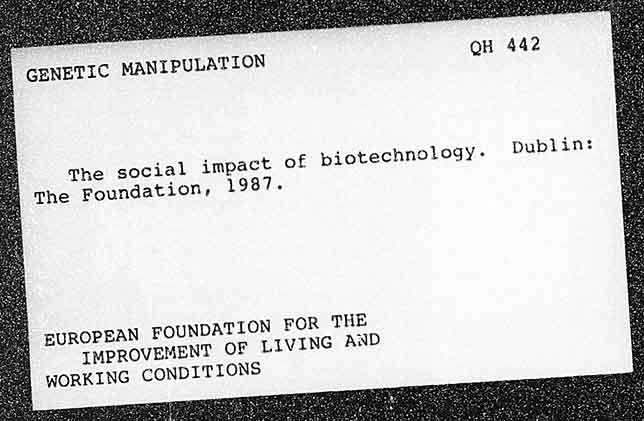 GENETIC MANIPULATION QH 442
The social impact of biotechnology. Dublin:
The Foundation, 1987.
EUROPEAN FOUNDATION FOR THE
IMPROVEMENT OF LIVING AND
WORKING CONDITIONS